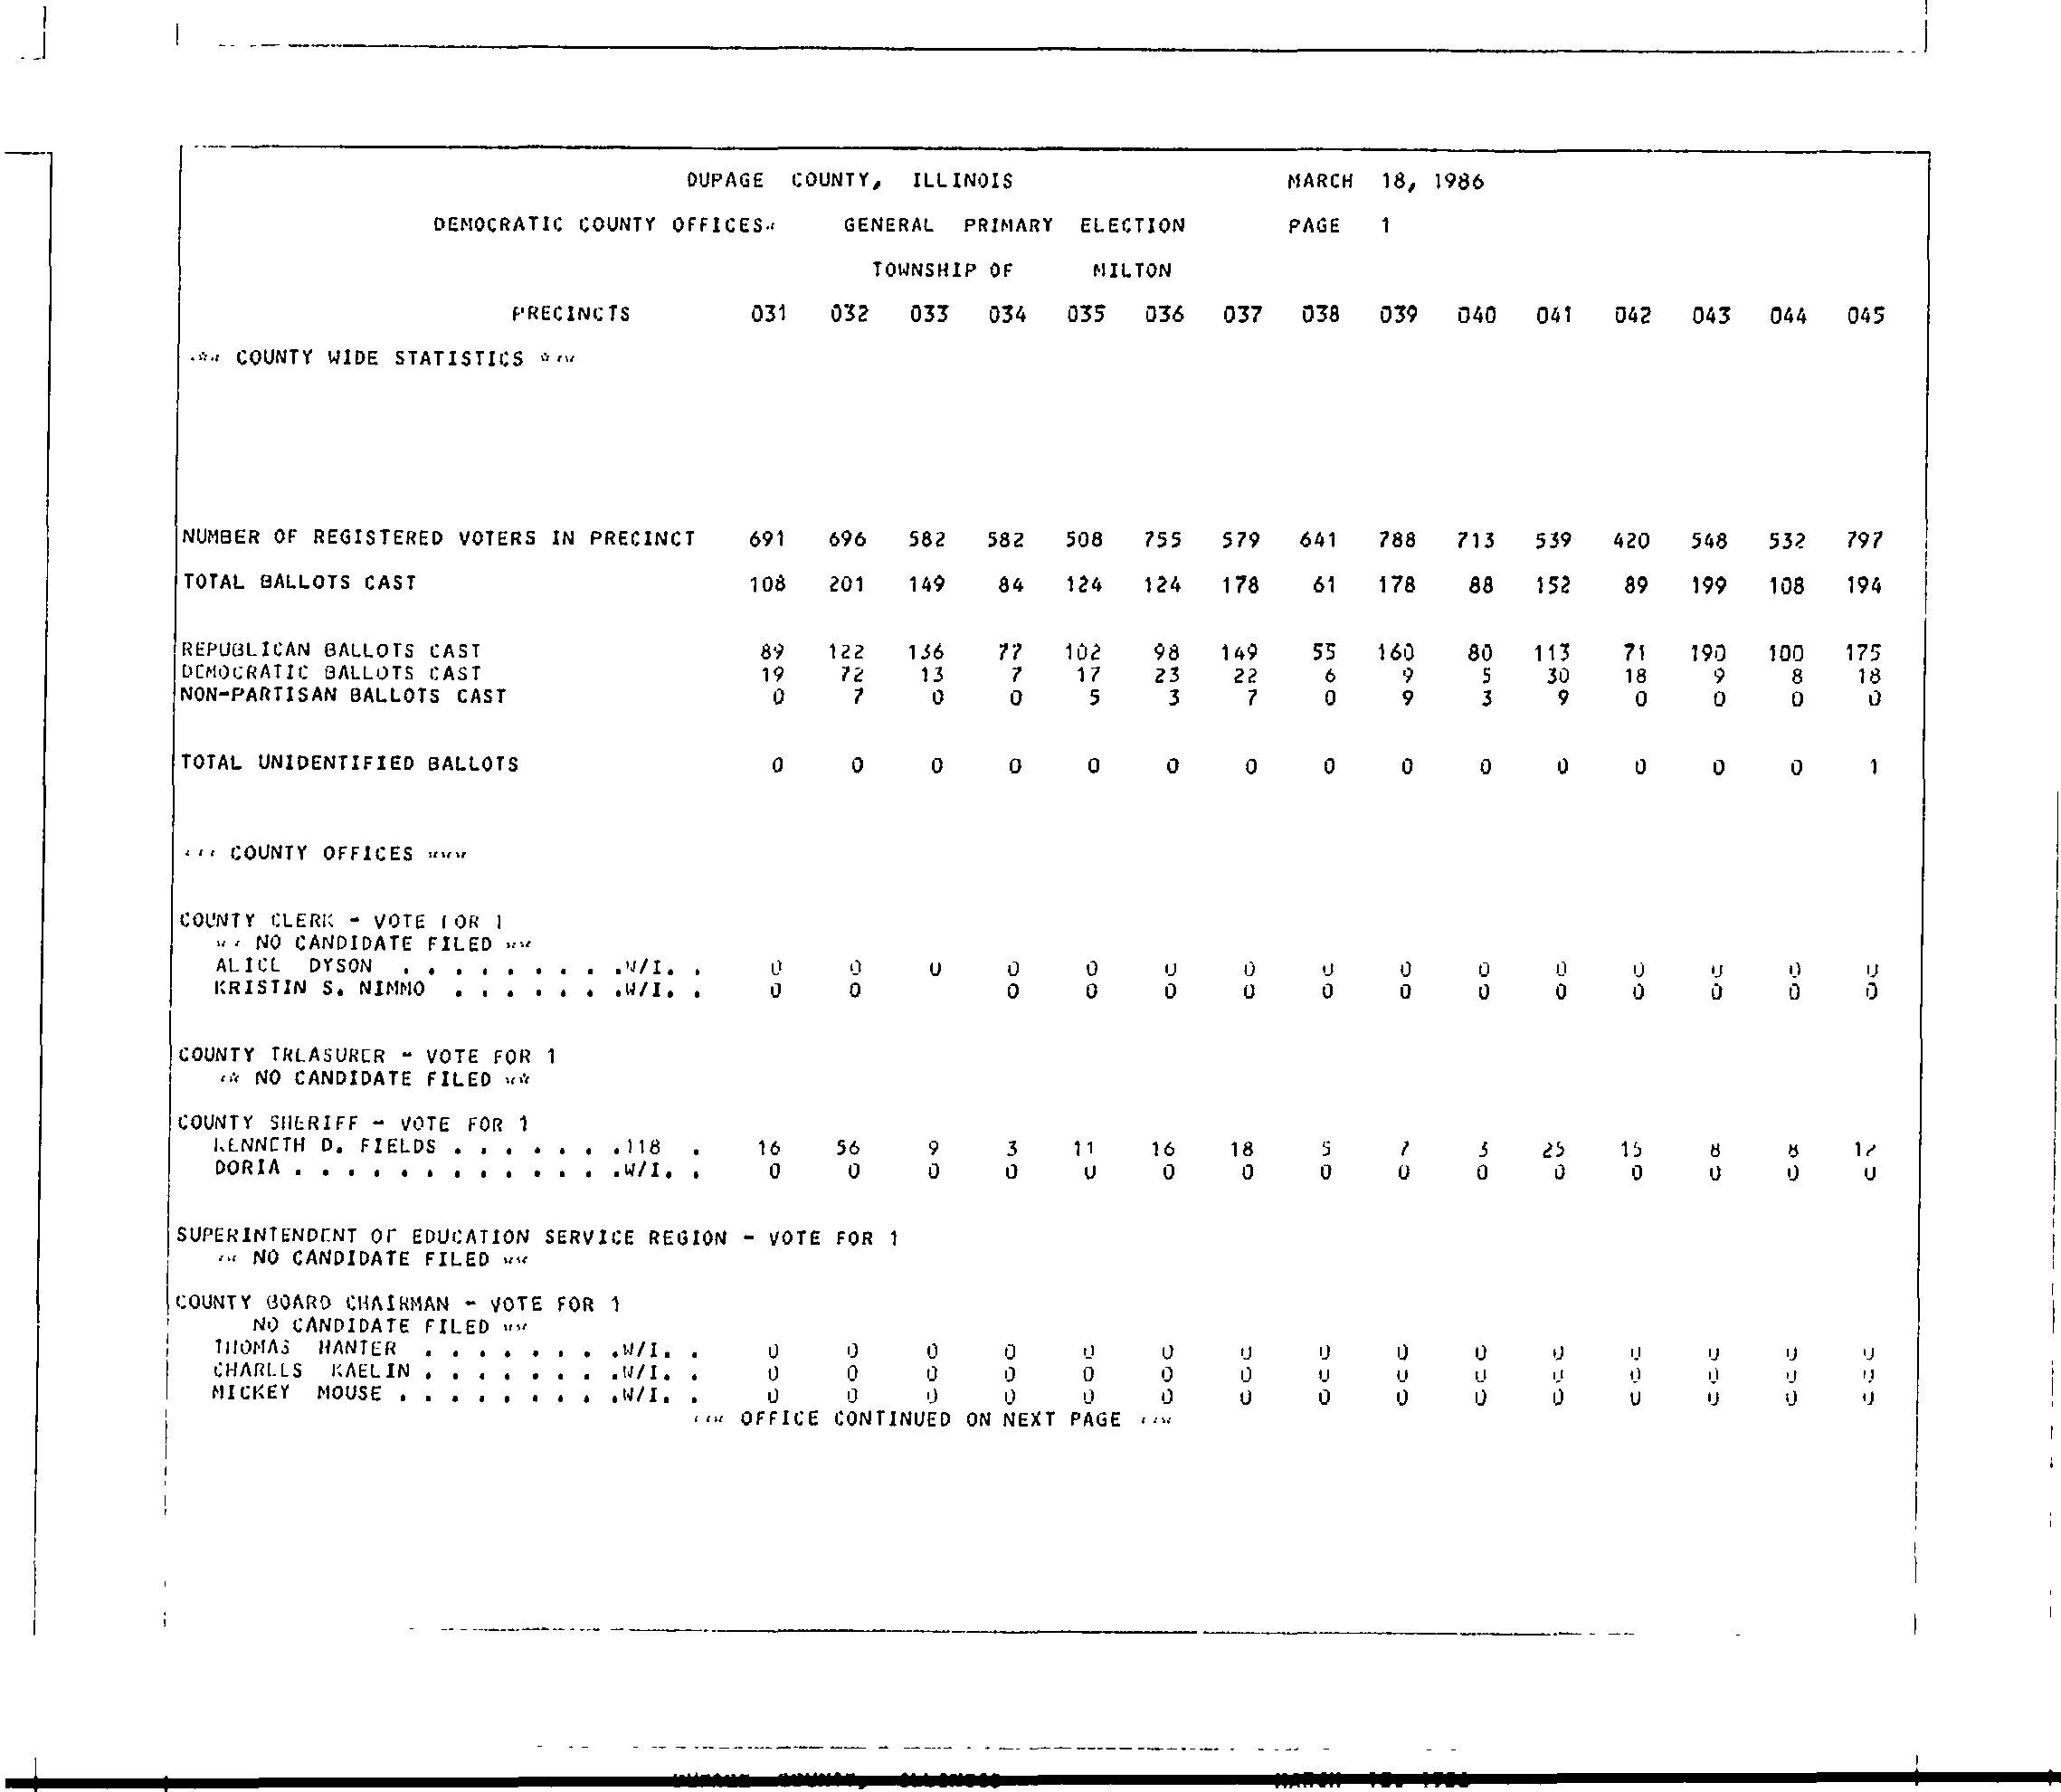 DUPAGE COUNTY, ILLINOIS MARCH 18, 1986
DEMOCRATIC COUNTY OFFICES* GENERAL PRIMARY ELECTION PAGE 1
TOWNSHIP OF MILTON
PRECINCTS 031 032 033 034 035 036 037 038 039 040 041 042 043 044 045
*** COUNTY WIDE STATISTICS ***
NUMBER OF REGISTERED VOTERS IN PRECINCT 691 696 582 582 508 755 579 641 788 713 539 420 548 532 797
TOTAL BALLOTS CAST 108 201 149 84 124 124 178 61 178 88 152 89 199 108 194
REPUBLICAN BALLOTS CAST 89 122 136 77 102 98 149 55 160 80 113 71 190 100 175
DEMOCRATIC BALLOTS CAST 19 72 13 7 17 23 22 6 9 5 30 18 9 8 18
NON-PARTISAN BALLOTS CAST 0 7 0 0 5 3 7 0 9 3 9 0 0 0 0
TOTAL UNIDENTIFIED BALLOTS 0 0 0 0 0 0 0 0 0 0 0 0 0 0 1
*** COUNTY OFFICES ***
COUNTY CLERK - VOTE FOR 1
** NO CANDIDATE FILED **
ALICE DYSON . . . . . . . . .W/I. . 0 0 0 0 0 0 0 0 0 0 0 0 0 0 0
KRISTIN S. NIMMO . . . . . . .W/I. . 0 0 0 0 0 0 0 0 0 0 0 0 0 0
COUNTY TREASURER - VOTE FOR 1
** NO CANDIDATE FILED **
COUNTY SHERIFF - VOTE FOR 1
KENNETH D. FIELDS . . . . . . .118 . 16 56 9 3 11 16 18 5 7 3 25 15 8 8 12
DORIA . . . . . . . . . . . . .W/I. . 0 0 0 0 0 0 0 0 0 0 0 0 0 0 0
SUPERINTENDENT OF EDUCATION SERVICE REGION - VOTE FOR 1
** NO CANDIDATE FILED **
COUNTY BOARD CHAIRMAN - VOTE FOR 1
NO CANDIDATE FILED **
THOMAS HANTER . . . . . . . .W/I. . 0 0 0 0 0 0 0 0 0 0 0 0 0 0 0
CHARLES KAELIN . . . . . . . .W/I. . 0 0 0 0 0 0 0 0 0 0 0 0 0 0 0
MICKEY MOUSE . . . . . . . . .W/I. . 0 0 0 0 0 0 0 0 0 0 0 0 0 0 0
*** OFFICE CONTINUED ON NEXT PAGE ***